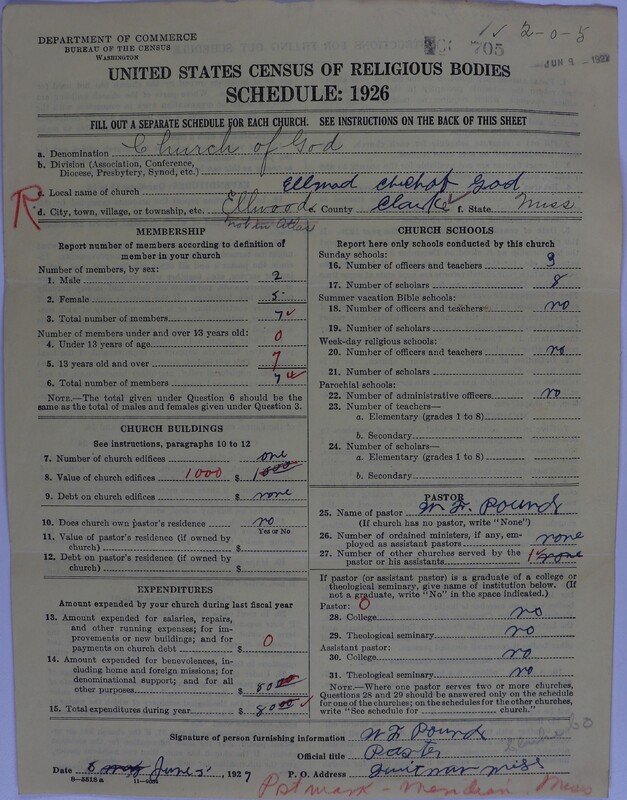 DEPARTMENT OF COMMERCE
BUREAU OF THE CENSUS
WASHINGTON
705
2-0-5
JUN 9 - 192
UNITED STATES CENSUS OF RELIGIOUS BODIES
SCHEDULE: 1926
FILL OUT A SEPARATE SCHEDULE FOR EACH CHURCH. SEE INSTRUCTIONS ON THE BACK OF THIS SHEET
a. Denomination Church of God
b. Division (Association, Conference,
Diocese, Presbytery, Synod, etc.)
c. Local name of church God
d. City, town, village, or township, etc. Ellwood e. County Clarke f. State Miss
not in Atlas
MEMBERSHIP
Report number of members according to definition of
member in your church
Number of members, by sex:
1. Male 2
2. Female 5
3. Total number of members 7
Number of members under and over 13 years old:
4. Under 13 years of age 0
5. 13 years old and over 7
6. Total number of members 7
NOTE.—The total given under Question 6 should be
the same as the total of males and females given under Question 3.
CHURCH BUILDINGS
See instructions, paragraphs 10 to 12
7. Number of church edifices one
8. Value of church edifices 1000 $ 1000
9. Debt on church edifices $ none
10. Does church own pastor's residence no
Yes or No
11. Value of pastor's residence (if owned by
church) $
12. Debt on pastor's residence (if owned by
church) $
EXPENDITURES
Amount expended by your church during last fiscal year
13. Amount expended for salaries, repairs,
and other running expenses; for im-
provements or new buildings; and for
payments on church debt $ 0
14. Amount expended for benevolences, in-
cluding home and foreign missions; for
denominational support; and for all
other purposes
15. Total expenditures during year $
CHURCH SCHOOLS
Report here only schools conducted by this church
Sunday schools:
16. Number of officers and teachers 9
17. Number of scholars 8
Summer vacation Bible schools:
18. Number of officers and teachers no
19. Number of scholars
Week-day religious schools:
20. Number of officers and teachers no
21. Number of scholars
Parochial schools:
22. Number of administrative officers no
23. Number of teachers—
a. Elementary (grades 1 to 8)
b. Secondary
24. Number of scholars—
a. Elementary (grades 1 to 8)
b. Secondary
PASTOR
25. Name of pastor Pound
(If church has no pastor, write "None")
26. Number of ordained ministers, if any, em-
ployed as assistant pastors none
27. Number of other churches served by the
pastor or his assistants 1 none
If pastor (or assistant pastor) is a graduate of a college or
theological seminary, give name of institution below. (If
not a graduate, write "No" in the space indicated.)
Pastor: 0
28. College no
29. Theological seminary no
Assistant pastor:
30. College no
31. Theological seminary no
NOTE.—Where one pastor serves two or more churches,
Questions 28 and 29 should be answered only on the schedule
for one of the churches; on the schedules for the other churches,
write "See schedule for church."
Signature of person furnishing information Pound
Official title Paster
Date June 5, 1927 P. O. Address Quitman miss
8-5518a
Pstmark - Meridian Miss